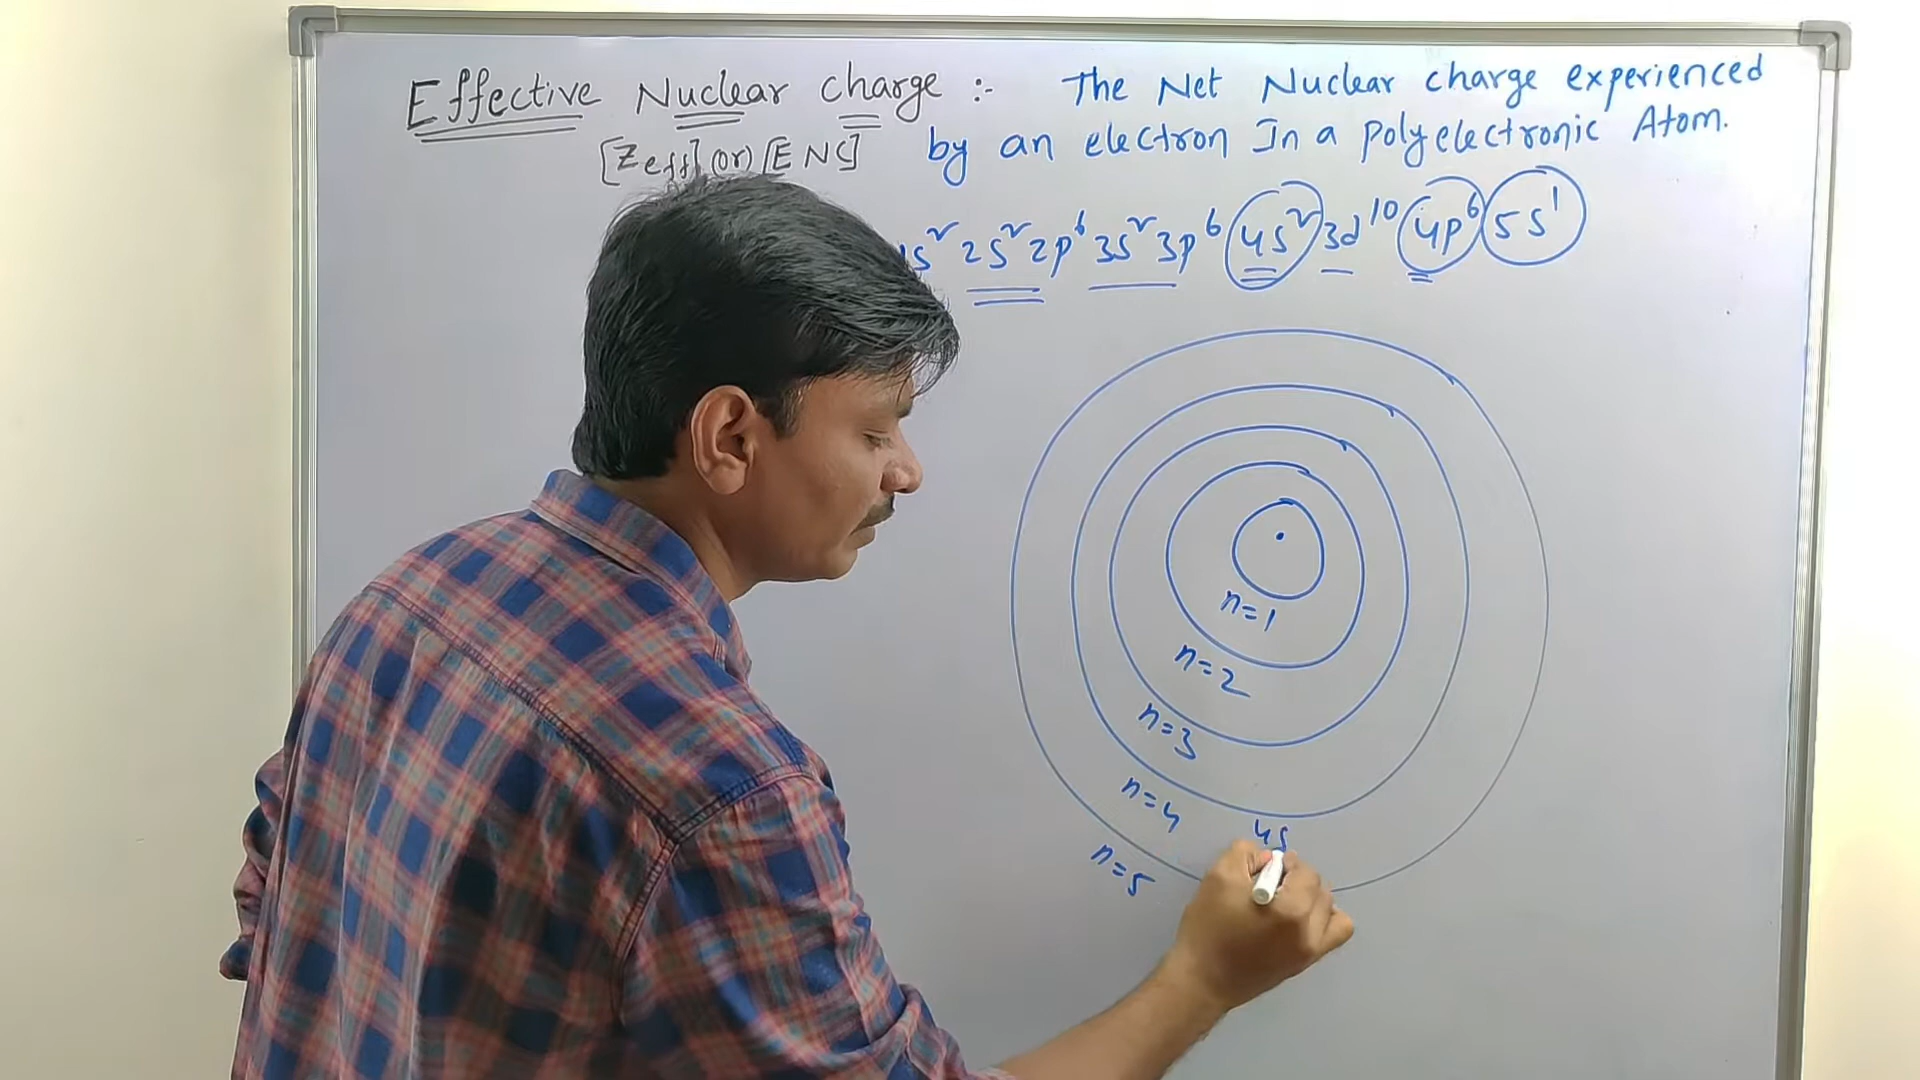 Effective Nuclear charge :- The Net Nuclear charge experienced
[Zeff] (or) [ENC] by an electron In a polyelectronic Atom.
1s² 2s² 2p⁶ 3s² 3p⁶ 4s² 3d¹⁰ 4p⁶ 5s¹
n=1
n=2
n=3
n=4
4s
n=5